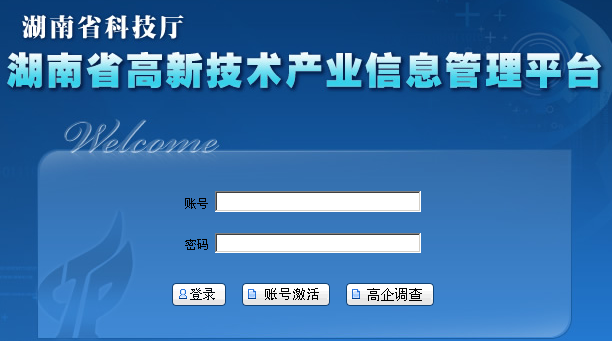 湖南省科技厅
湖南省高新技术产业信息管理平台
Welcome
账号
密码
登录 账号激活 高企调查